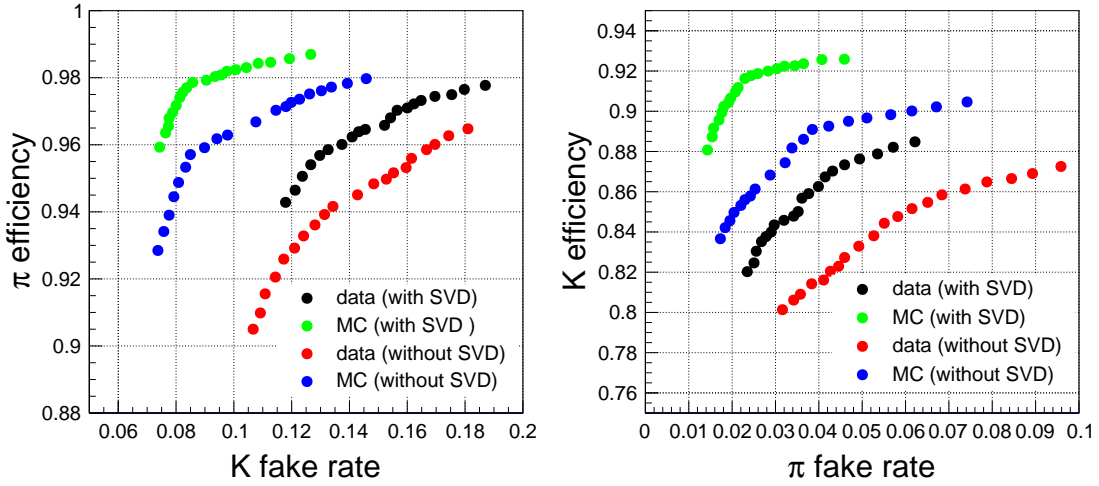 1
0.98
0.96
0.94
0.92
0.9
0.88
π efficiency
0.06 0.08 0.1 0.12 0.14 0.16 0.18 0.2
K fake rate
data (with SVD)
MC (with SVD )
data (without SVD)
MC (without SVD)
0.94
0.92
0.9
0.88
0.86
0.84
0.82
0.8
0.78
0.76
K efficiency
0 0.01 0.02 0.03 0.04 0.05 0.06 0.07 0.08 0.09 0.1
π fake rate
data (with SVD)
MC (with SVD)
data (without SVD)
MC (without SVD)